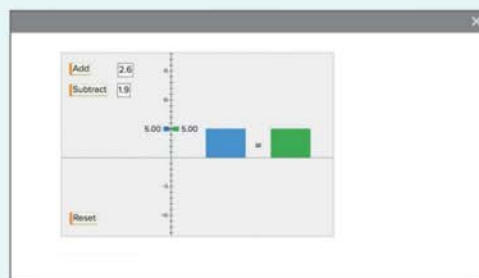 ×
Add 2.6
Subtract 1.9
5.00 5.00
=
Reset